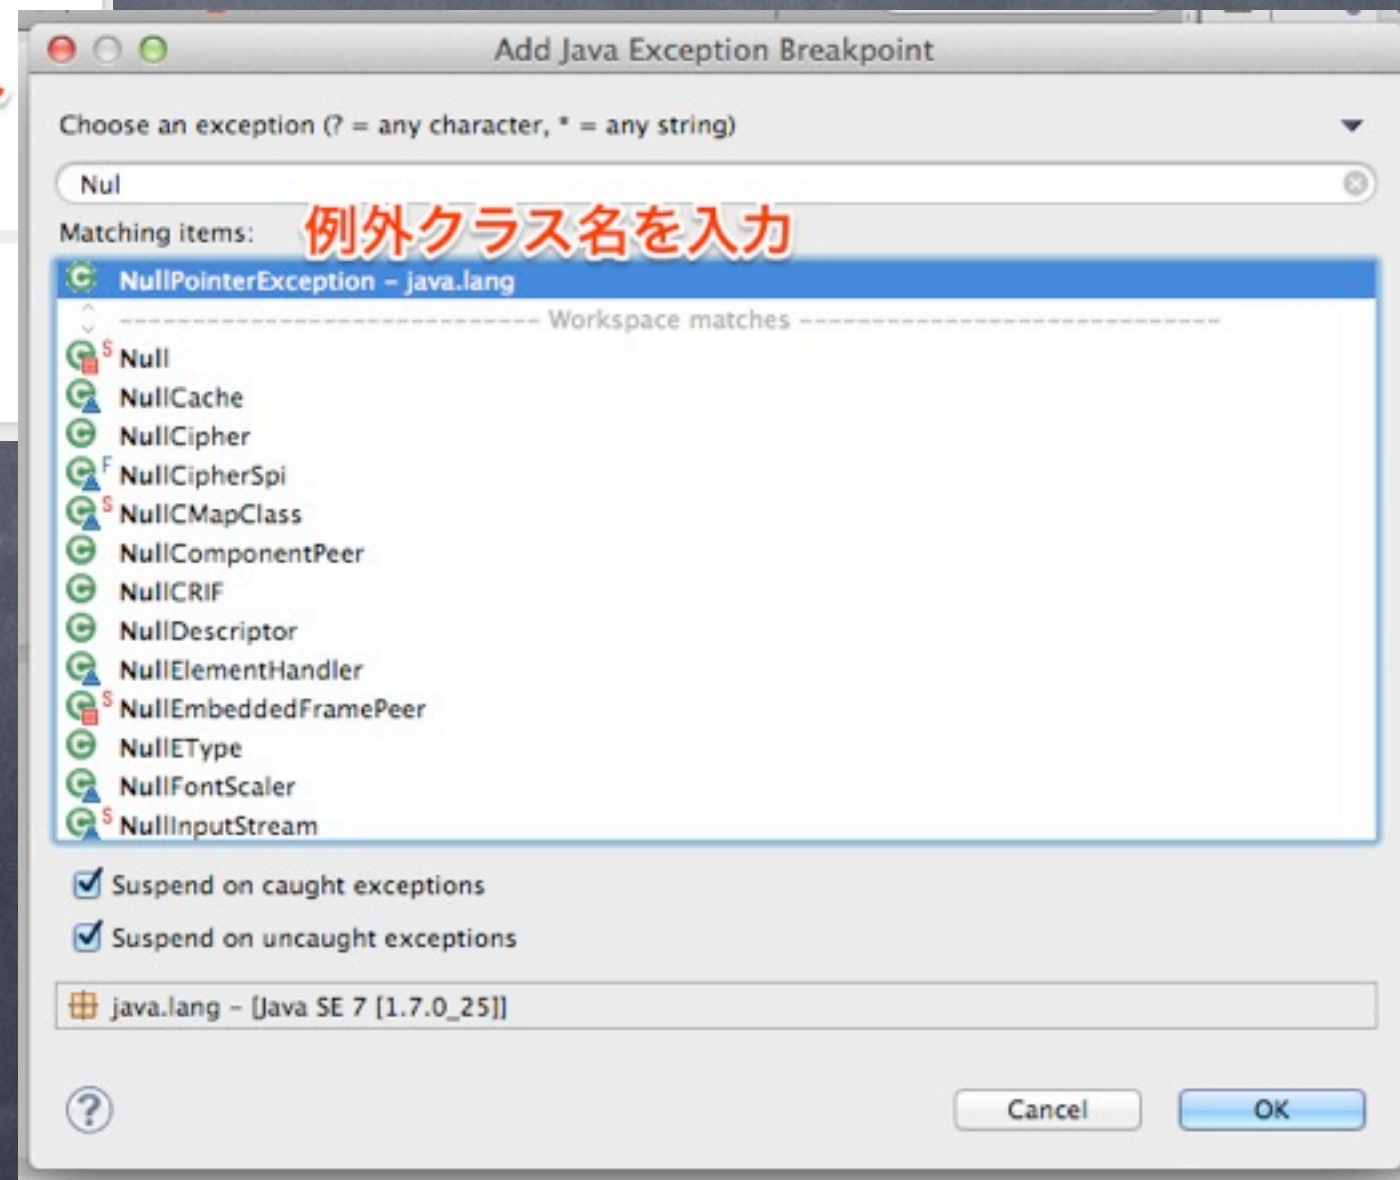 Add Java Exception Breakpoint
Choose an exception (? = any character, * = any string)
Nul
例外クラス名を入力
Matching items:
NullPointerException – java.lang
---------------------------- Workspace matches ----------------------------
S Null
NullCache
NullCipher
F NullCipherSpi
S NullCMapClass
NullComponentPeer
NullCRIF
NullDescriptor
NullElementHandler
S NullEmbeddedFramePeer
NullEType
NullFontScaler
S NullInputStream
Suspend on caught exceptions
Suspend on uncaught exceptions
java.lang – [Java SE 7 [1.7.0_25]]
?
Cancel
OK